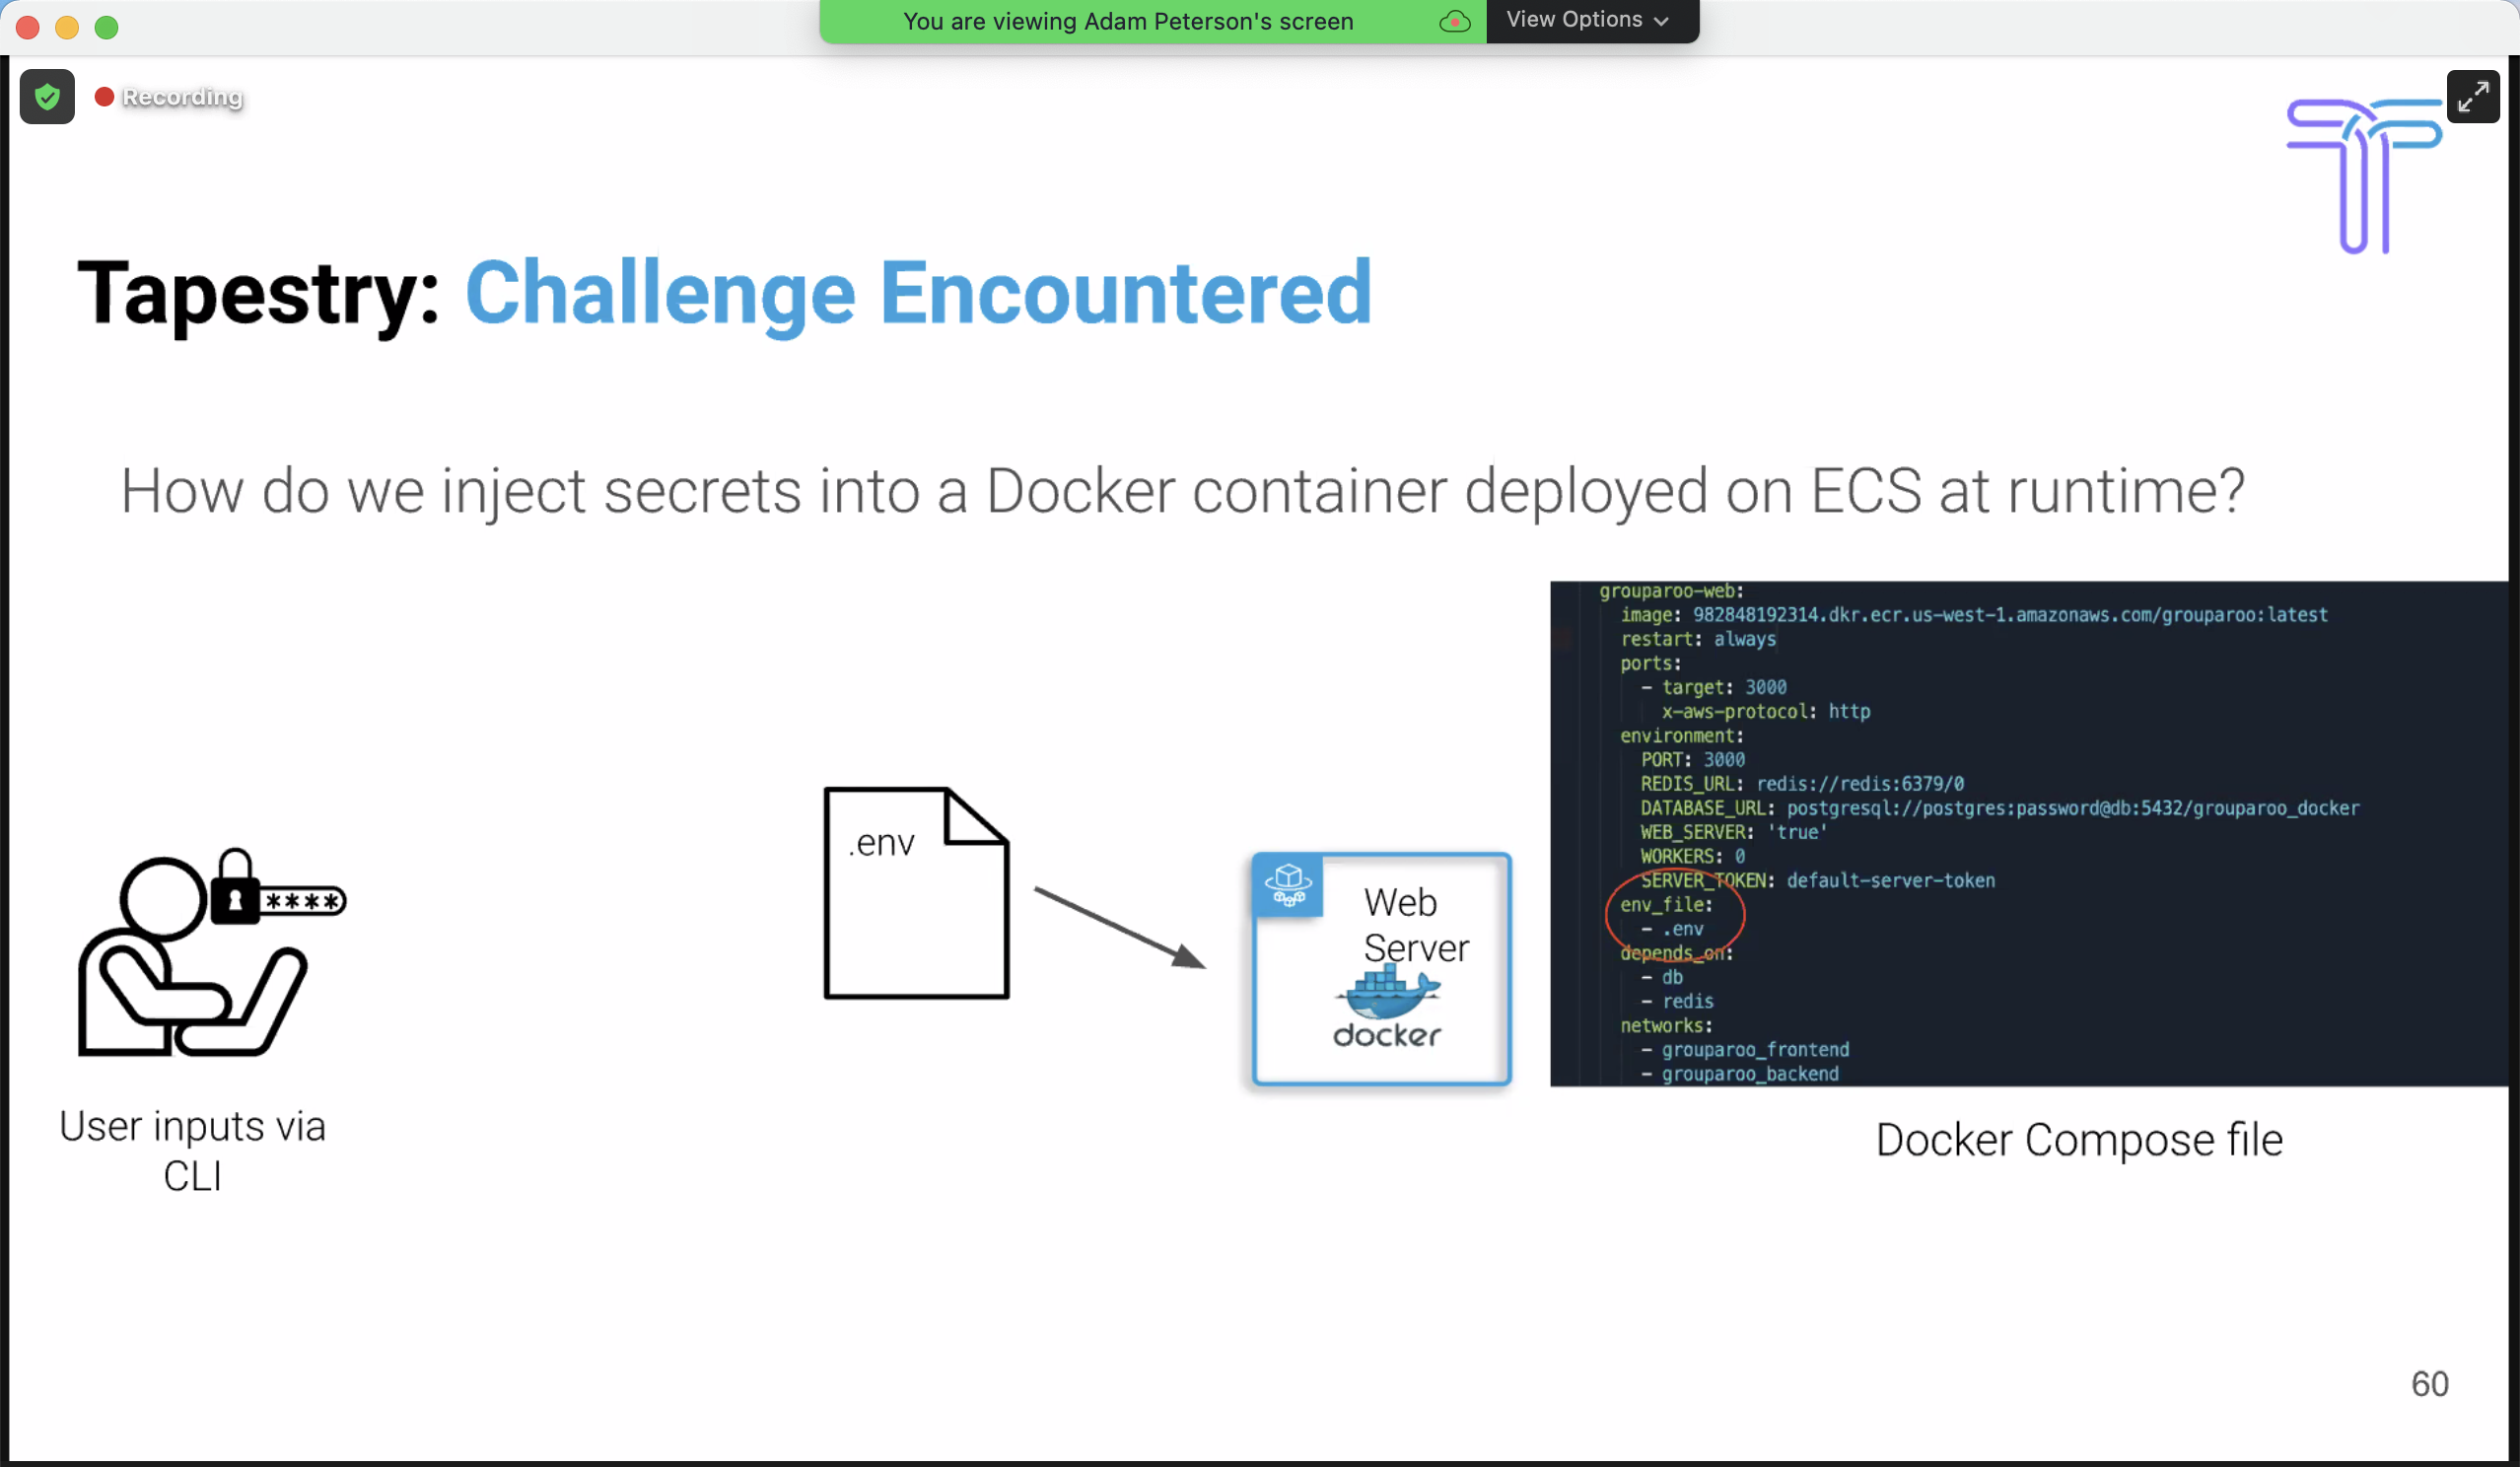 You are viewing Adam Peterson's screen
View Options
Recording
Tapestry: Challenge Encountered
How do we inject secrets into a Docker container deployed on ECS at runtime?
User inputs via
CLI
****
.env
Web
Server
docker
grouparoo-web:
image: 982848192314.dkr.ecr.us-west-1.amazonaws.com/grouparoo:latest
restart: always
ports:
- target: 3000
x-aws-protocol: http
environment:
PORT: 3000
REDIS_URL: redis://redis:6379/0
DATABASE_URL: postgresql://postgres:password@db:5432/grouparoo_docker
WEB_SERVER: 'true'
WORKERS: 0
SERVER_TOKEN: default-server-token
env_file:
- .env
depends_on:
- db
- redis
networks:
- grouparoo_frontend
- grouparoo_backend
Docker Compose file
60